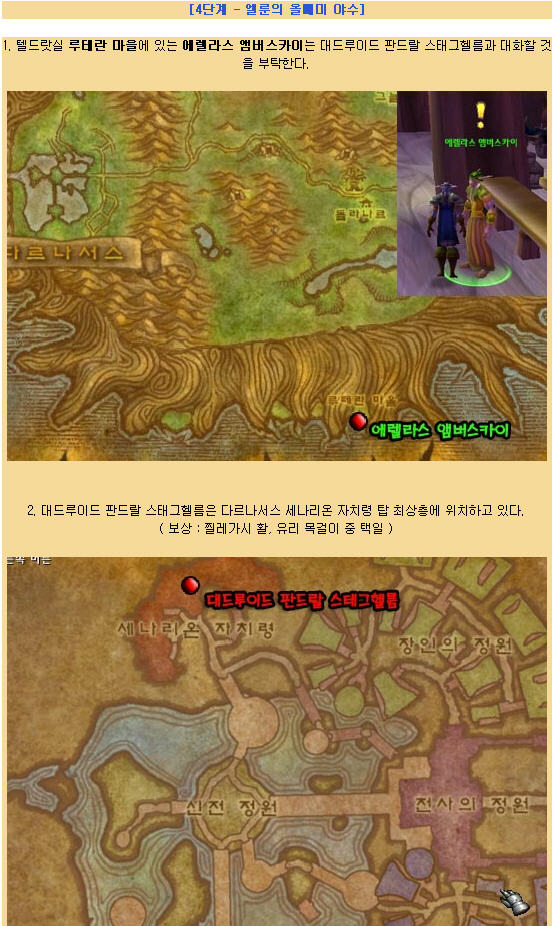 [4단계 - 엘룬의 올빼미 야수]
1. 텔드랏실 루테란 마을에 있는 에렐라스 앰버스카이는 대드루이드 판드랄 스태그헬름과 대화할 것
을 부탁한다.
에렐라스 앰버스카이
돌라나르
다르나서스
루테란 마을
에렐라스 앰버스카이
2. 대드루이드 판드랄 스태그헬름은 다르나서스 세나리온 자치령 탑 최상층에 위치하고 있다.
( 보상 : 찔레가시 활, 유리 목걸이 중 택일 )
대드루이드 판드랄 스태그헬름
세나리온 자치령
장인의 정원
신전 정원
전사의 정원